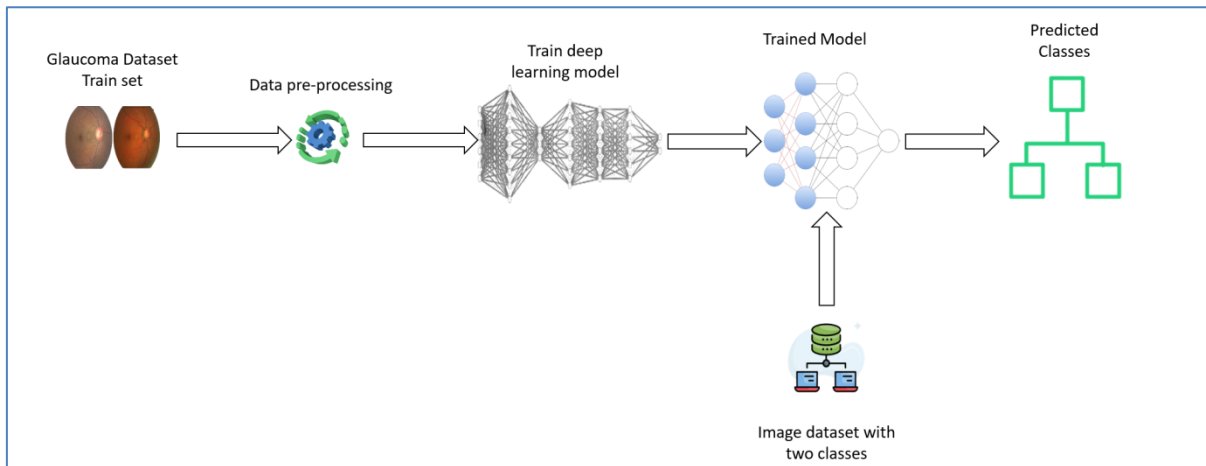 Glaucoma Dataset
Train set
Data pre-processing
Train deep
learning model
Trained Model
Predicted
Classes
Image dataset with
two classes